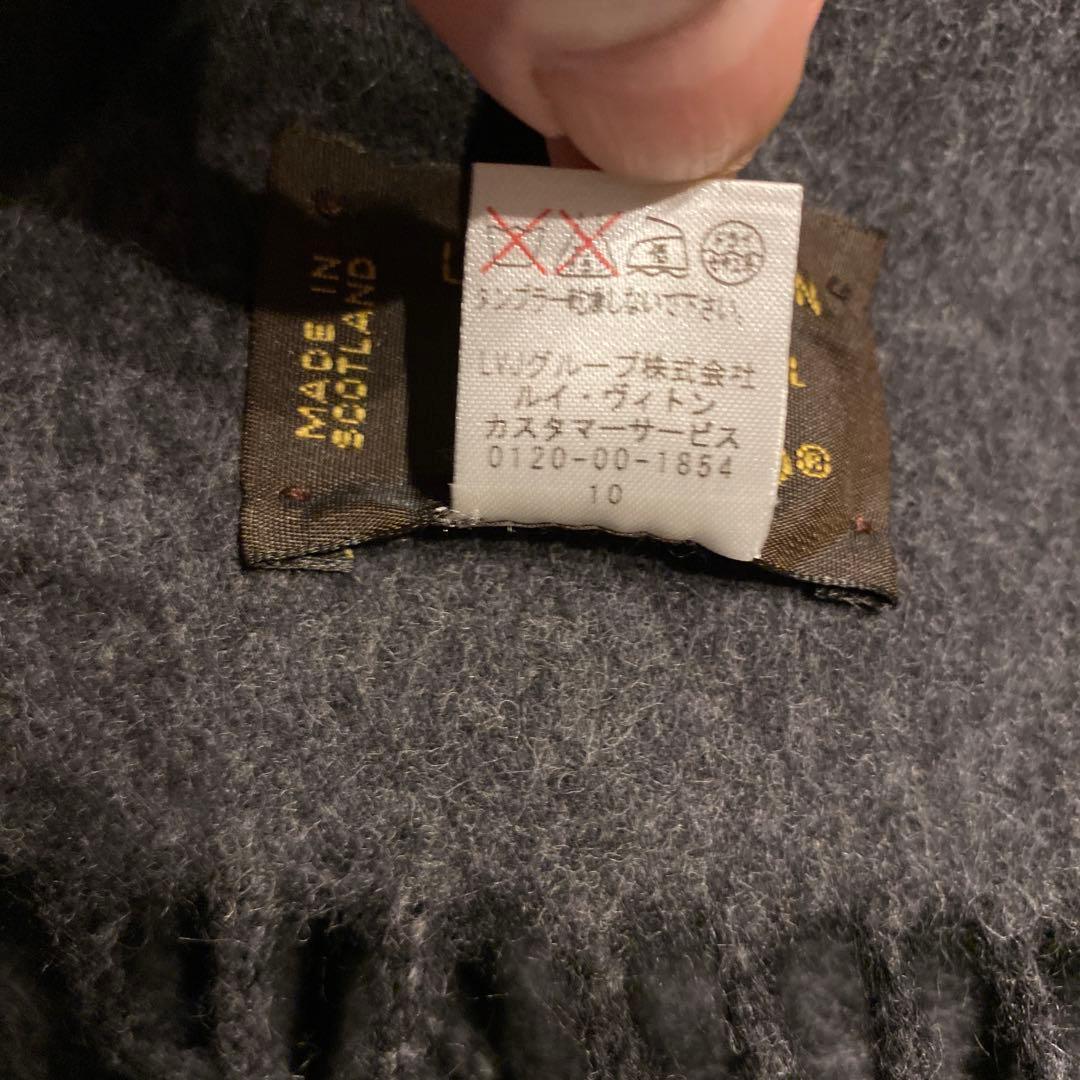 MADE IN
SCOTLAND
タンブラー乾燥しないで下さい。
LVJグループ株式会社
ルイ・ヴィトン
カスタマーサービス
0120-00-1854
10